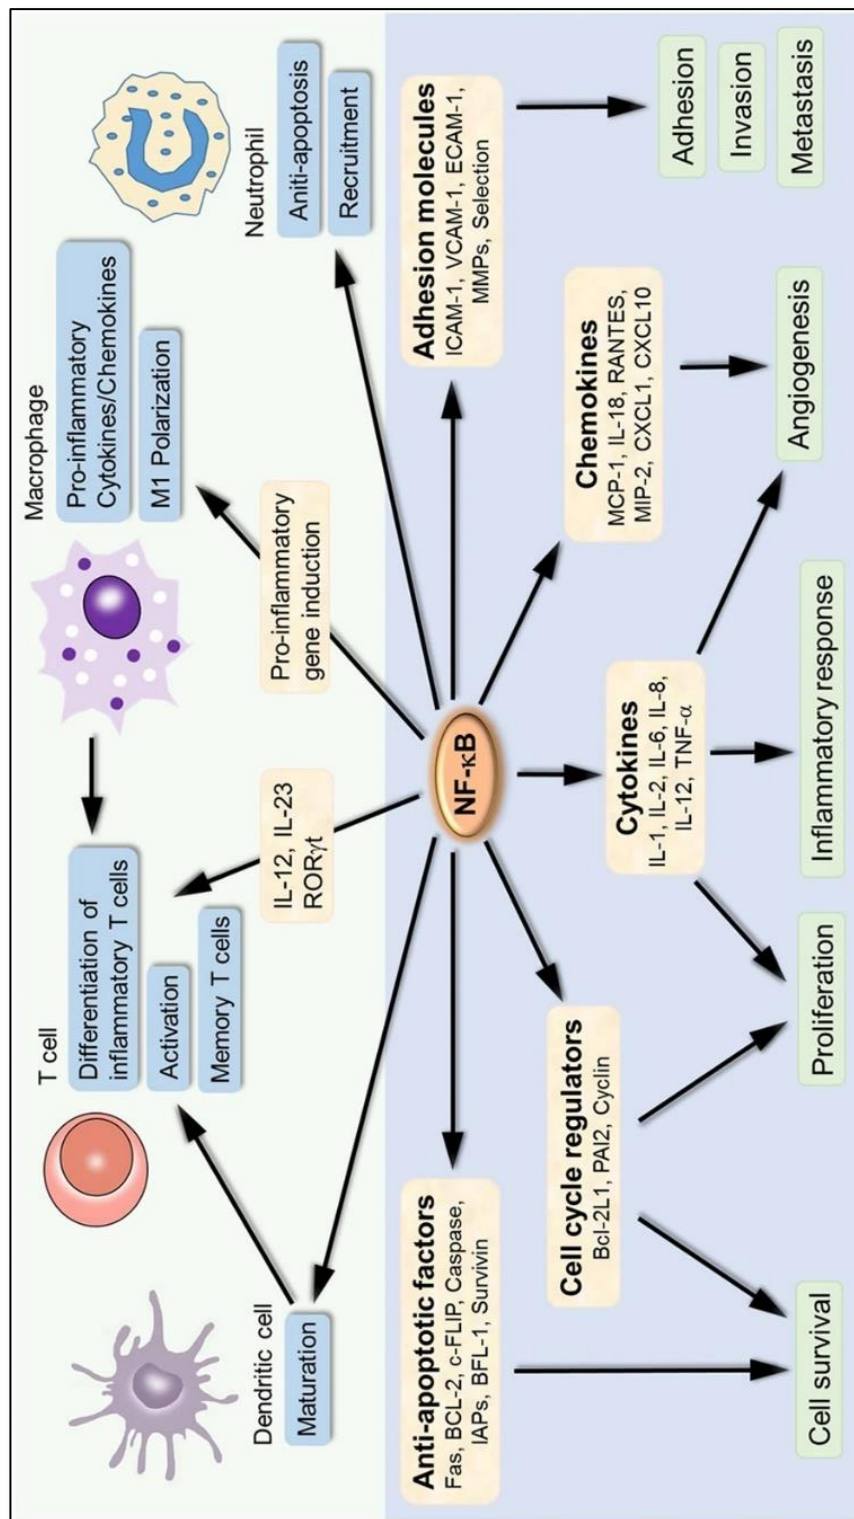 Dendritic cell
Maturation
T cell
Differentiation of
inflammatory T cells
Activation
Memory T cells
Macrophage
Pro-inflammatory
Cytokines/Chemokines
M1 Polarization
Neutrophil
Aniti-apoptosis
Recruitment
IL-12, IL-23
RORγt
Pro-inflammatory
gene induction
NF-κB
Anti-apoptotic factors
Fas, BCL-2, c-FLIP, Caspase,
IAPs, BFL-1, Survivin
Cell cycle regulators
Bcl-2L1, PAI2, Cyclin
Cytokines
IL-1, IL-2, IL-6, IL-8,
IL-12, TNF-α
Chemokines
MCP-1, IL-18, RANTES,
MIP-2, CXCL1, CXCL10
Adhesion molecules
ICAM-1, VCAM-1, ECAM-1,
MMPs, Selection
Cell survival
Proliferation
Inflammatory response
Angiogenesis
Adhesion
Invasion
Metastasis